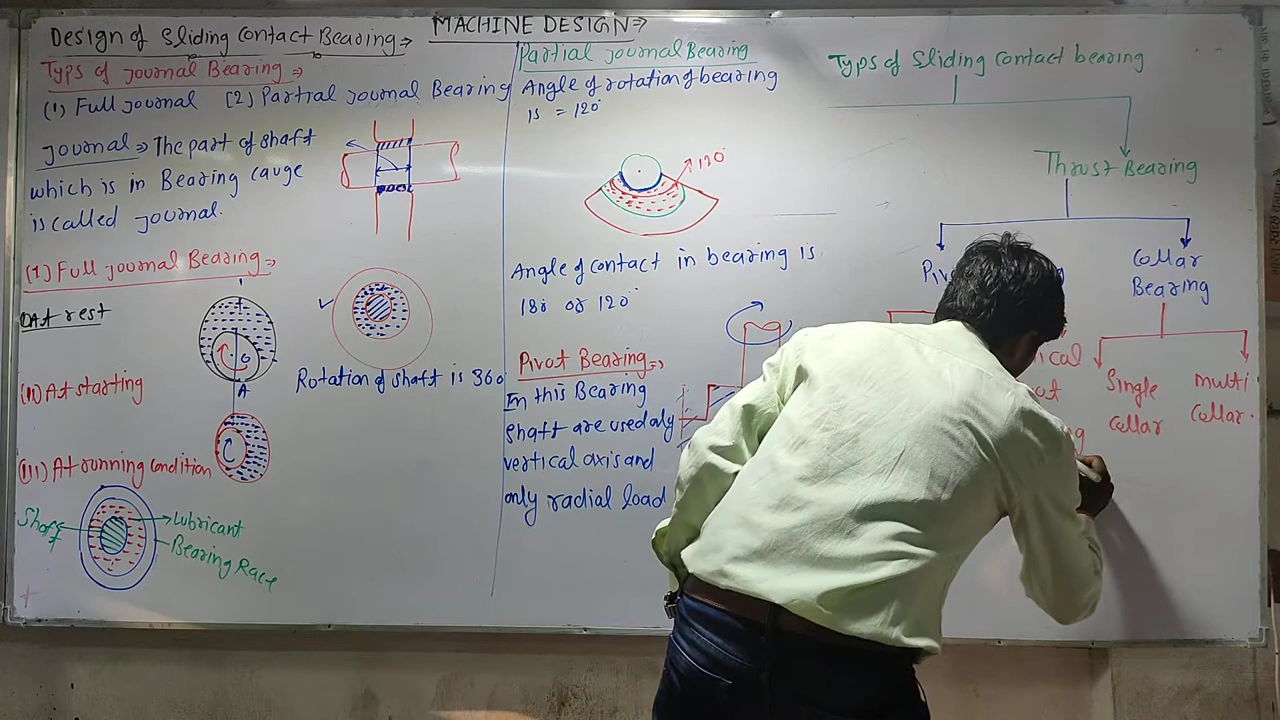 MACHINE DESIGN⇒
Design of Sliding Contact Bearing⇒
Typs of Journal Bearing⇒
(1) Full journal (2) Partial Journal Bearing
Journal⇒ The part of shaft
which is in Bearing cauge
is called journal.
(1) Full journal Bearing⇒
(I) At rest
A
(II) At starting
Rotation of shaft is 360
(III) At running condition
Shaft
Lubricant
Bearing Race
Partial journal Bearing
Angle of rotation of bearing
is = 120°
120°
Angle of contact in bearing is
180 or 120°
Pivot Bearing⇒
In this Bearing
shaft are used aly
vertical axis and
only radial load
Typs of Sliding contact bearing
Thrust Bearing
Collar
Bearing
Single
collar
multi
collar.